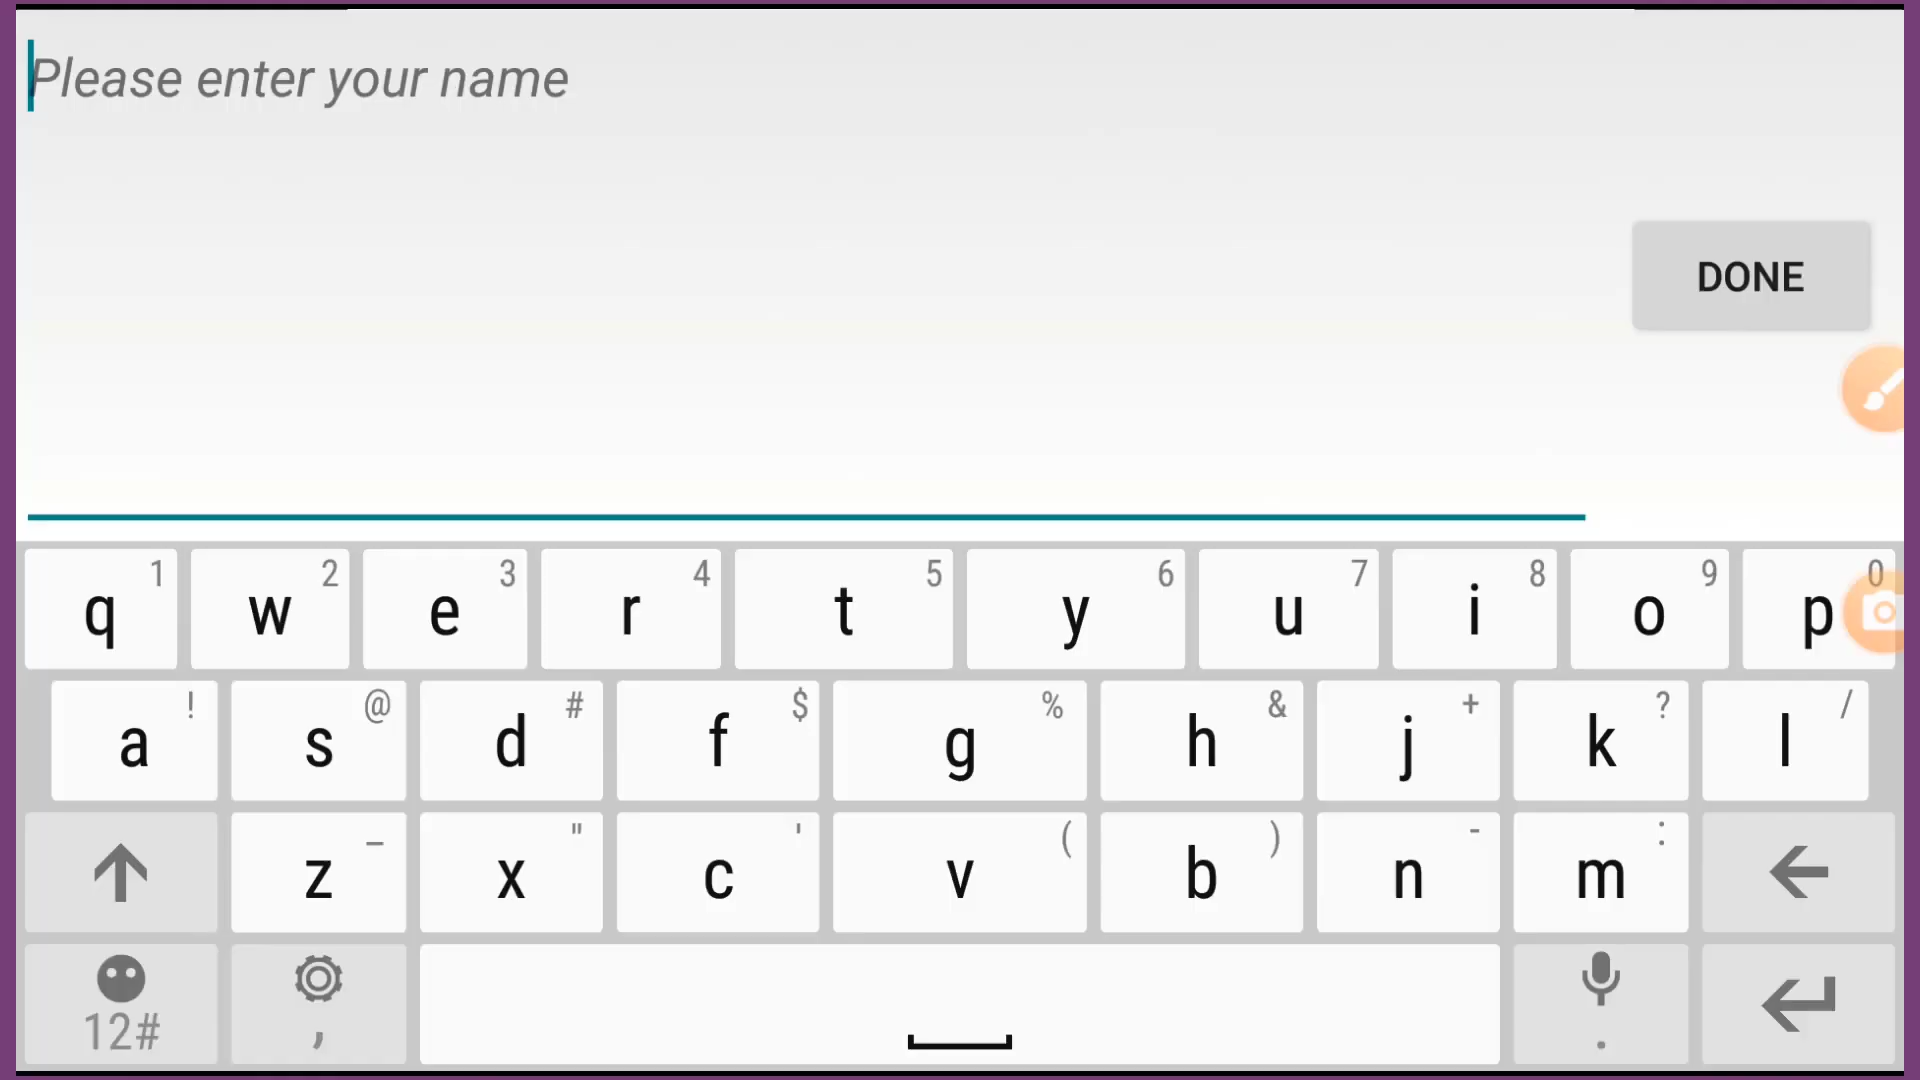 Please enter your name
DONE
1 2 3 4 5 6 7 8 9 0
q w e r t y u i o p
! @ # $ % & + ? /
a s d f g h j k l
_ " ' ( ) - :
z x c v b n m
12# , .